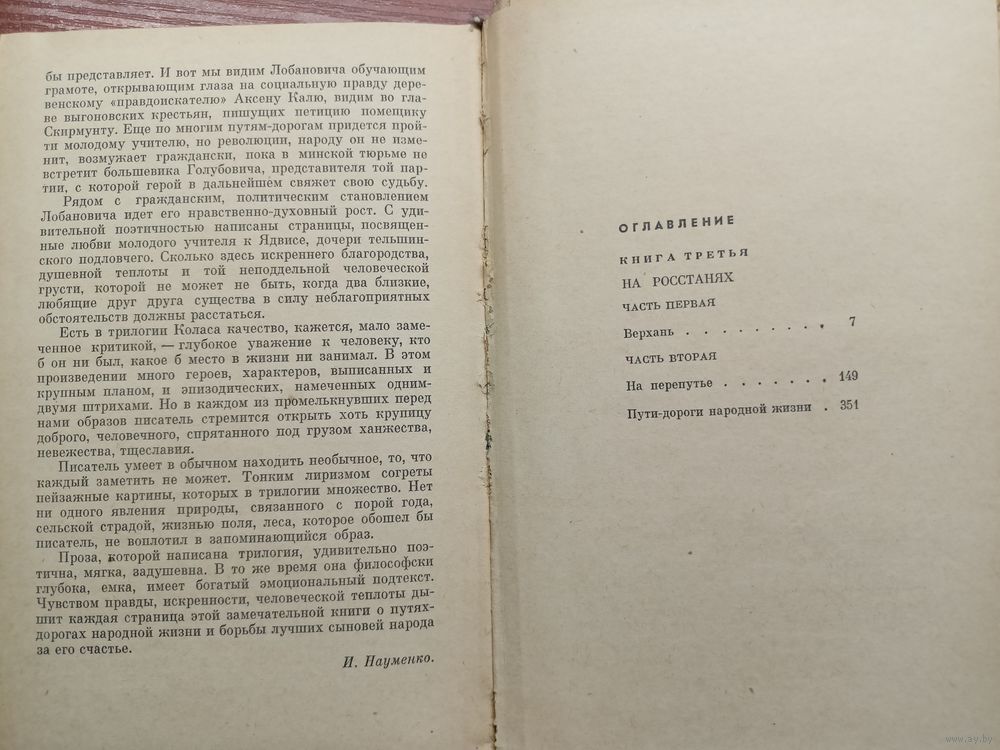 бы представляет. И вот мы видим Лобановича обучающим
грамоте, открывающим глаза на социальную правду дере-
венскому «правдоискателю» Аксену Калю, видим во гла-
ве выгоновских крестьян, пишущих петицию помещику
Скирмунту. Еще по многим путям-дорогам придется прой-
ти молодому учителю, но революции, народу он не изме-
нит, возмужает граждански, пока в минской тюрьме не
встретит большевика Голубовича, представителя той пар-
тии, с которой герой в дальнейшем свяжет свою судьбу.
Рядом с гражданским, политическим становлением
Лобановича идет его нравственно-духовный рост. С уди-
вительной поэтичностью написаны страницы, посвящен-
ные любви молодого учителя к Ядвисе, дочери тельшин-
ского подловчего. Сколько здесь искреннего благородства,
душевной теплоты и той неподдельной человеческой
грусти, которой не может не быть, когда два близкие,
любящие друг друга существа в силу неблагоприятных
обстоятельств должны расстаться.
Есть в трилогии Коласа качество, кажется, мало заме-
ченное критикой, — глубокое уважение к человеку, кто
б он ни был, какое б место в жизни ни занимал. В этом
произведении много героев, характеров, выписанных и
крупным планом, и эпизодических, намеченных одним-
двумя штрихами. Но в каждом из промелькнувших перед
нами образов писатель стремится открыть хоть крупицу
доброго, человечного, спрятанного под грузом ханжества,
невежества, тщеславия.
Писатель умеет в обычном находить необычное, то, что
каждый заметить не может. Тонким лиризмом согреты
пейзажные картины, которых в трилогии множество. Нет
ни одного явления природы, связанного с порой года,
сельской страдой, жизнью поля, леса, которое обошел бы
писатель, не воплотил в запоминающийся образ.
Проза, которой написана трилогия, удивительно поэ-
тична, мягка, задушевна. В то же время она философски
глубока, емка, имеет богатый эмоциональный подтекст.
Чувством правды, искренности, человеческой теплоты ды-
шит каждая страница этой замечательной книги о путях-
дорогах народной жизни и борьбы лучших сыновей народа
за его счастье.
И. Науменко.
ОГЛАВЛЕНИЕ
КНИГА ТРЕТЬЯ
НА РОССТАНЯХ
ЧАСТЬ ПЕРВАЯ
Верхань . . . . . . . . . . 7
ЧАСТЬ ВТОРАЯ
На перепутье . . . . . . . 149
Пути-дороги народной жизни . 351
www.ay.by